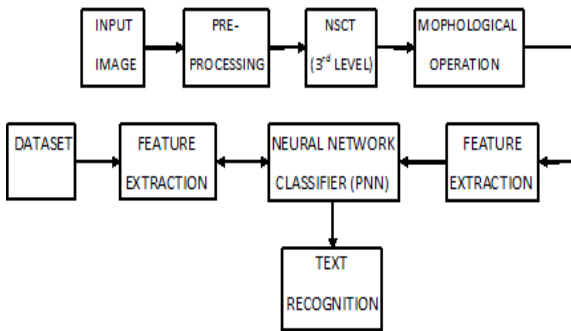 INPUT
IMAGE
PRE-
PROCESSING
NSCT
(3rd LEVEL)
MOPHOLOGICAL
OPERATION
DATASET
FEATURE
EXTRACTION
NEURAL NETWORK
CLASSIFIER (PNN)
FEATURE
EXTRACTION
TEXT
RECOGNITION